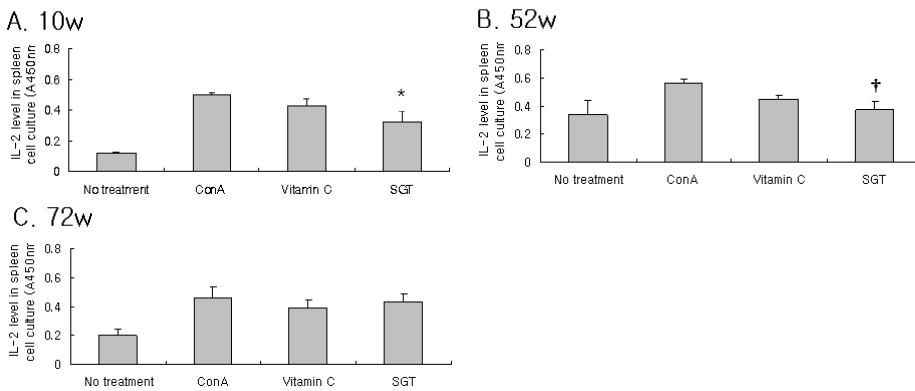 A. 10w
IL-2 level in spleen
cell culture (A450nm
0.8
0.6
0.4
0.2
0
*
No treatment ConA Vitamin C SGT
B. 52w
IL-2 level in spleen
cell culture (A450nm
0.8
0.6
0.4
0.2
0
†
No treatment ConA Vitamin C SGT
C. 72w
IL-2 level in spleen
cell culture (A450nm
0.8
0.6
0.4
0.2
0
No treatment ConA Vitamin C SGT